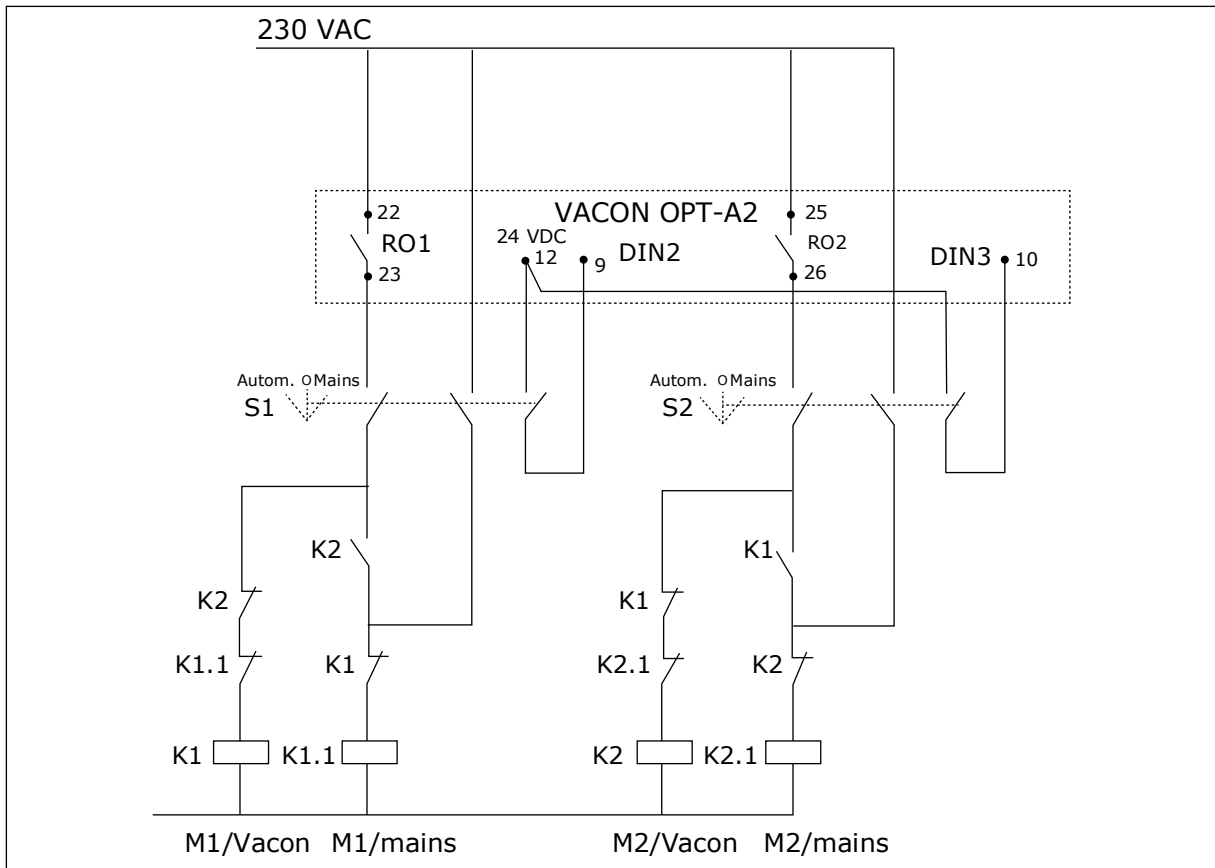 230 VAC
22
VACON OPT-A2
25
RO1
24 VDC
12
9
DIN2
RO2
DIN3
10
23
26
Autom. O Mains
S1
Autom. O Mains
S2
K2
K1
K2
K1
K1.1
K1
K2.1
K2
K1
K1.1
K2
K2.1
M1/Vacon
M1/mains
M2/Vacon
M2/mains